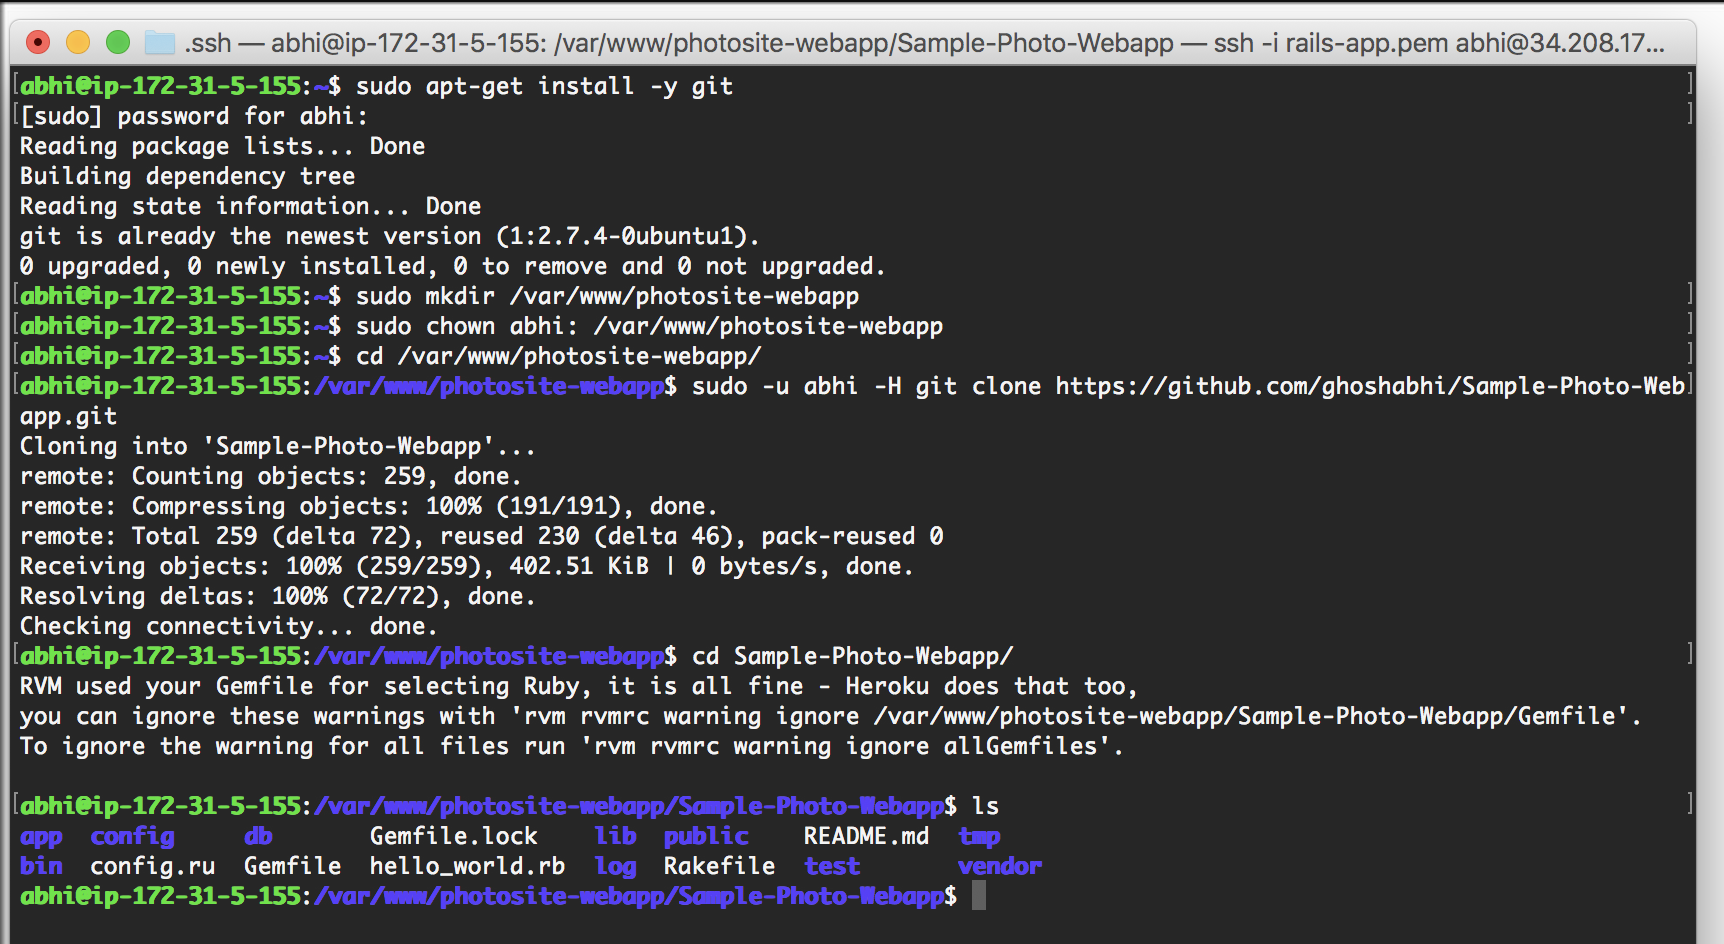 .ssh — abhi@ip-172-31-5-155: /var/www/photosite-webapp/Sample-Photo-Webapp — ssh -i rails-app.pem abhi@34.208.17...
[abhi@ip-172-31-5-155:~$ sudo apt-get install -y git ]
[[sudo] password for abhi: ]
Reading package lists... Done
Building dependency tree
Reading state information... Done
git is already the newest version (1:2.7.4-0ubuntu1).
0 upgraded, 0 newly installed, 0 to remove and 0 not upgraded.
[abhi@ip-172-31-5-155:~$ sudo mkdir /var/www/photosite-webapp ]
[abhi@ip-172-31-5-155:~$ sudo chown abhi: /var/www/photosite-webapp ]
[abhi@ip-172-31-5-155:~$ cd /var/www/photosite-webapp/ ]
[abhi@ip-172-31-5-155:/var/www/photosite-webapp$ sudo -u abhi -H git clone https://github.com/ghoshabhi/Sample-Photo-Web]
app.git
Cloning into 'Sample-Photo-Webapp'...
remote: Counting objects: 259, done.
remote: Compressing objects: 100% (191/191), done.
remote: Total 259 (delta 72), reused 230 (delta 46), pack-reused 0
Receiving objects: 100% (259/259), 402.51 KiB | 0 bytes/s, done.
Resolving deltas: 100% (72/72), done.
Checking connectivity... done.
[abhi@ip-172-31-5-155:/var/www/photosite-webapp$ cd Sample-Photo-Webapp/ ]
RVM used your Gemfile for selecting Ruby, it is all fine - Heroku does that too,
you can ignore these warnings with 'rvm rvmrc warning ignore /var/www/photosite-webapp/Sample-Photo-Webapp/Gemfile'.
To ignore the warning for all files run 'rvm rvmrc warning ignore allGemfiles'.
[abhi@ip-172-31-5-155:/var/www/photosite-webapp/Sample-Photo-Webapp$ ls ]
app config db Gemfile.lock lib public README.md tmp
bin config.ru Gemfile hello_world.rb log Rakefile test vendor
abhi@ip-172-31-5-155:/var/www/photosite-webapp/Sample-Photo-Webapp$